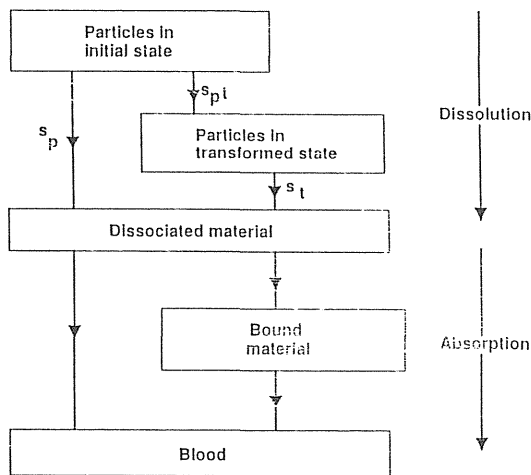 Particles in
initial state
s_pt
Dissolution
s_p
Particles in
transformed state
s_t
Dissociated material
Bound
material
Absorption
Blood